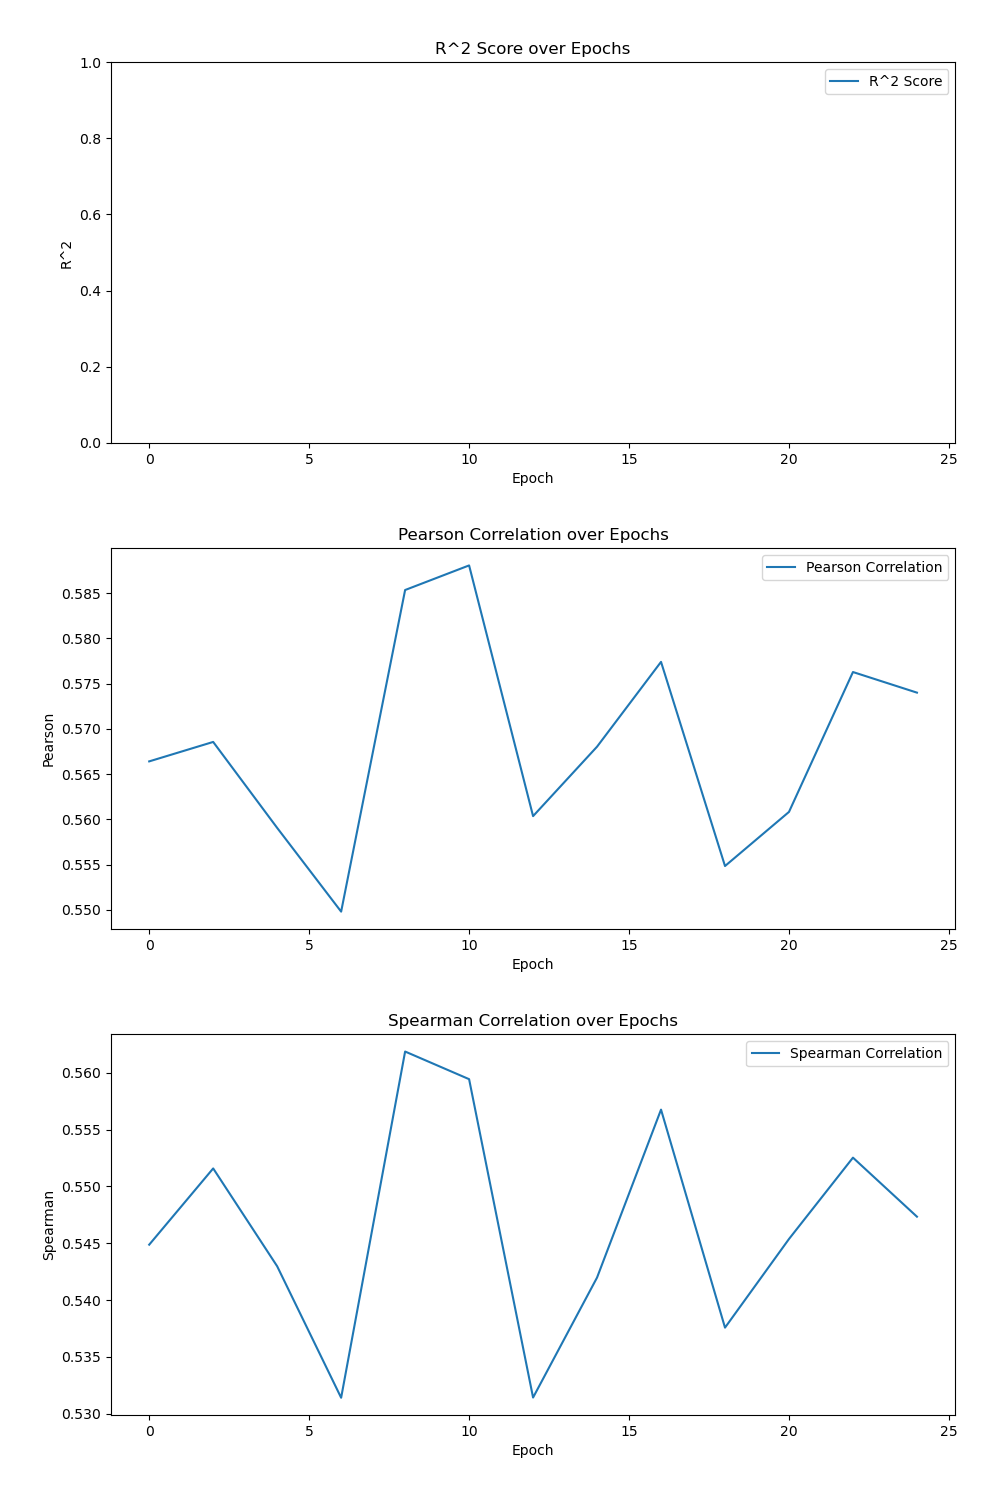 R^2 Score over Epochs
R^2 Score
1.0
0.8
0.6
0.4
0.2
0.0
R^2
0 5 10 15 20 25
Epoch
Pearson Correlation over Epochs
Pearson Correlation
0.585
0.580
0.575
0.570
0.565
0.560
0.555
0.550
Pearson
0 5 10 15 20 25
Epoch
Spearman Correlation over Epochs
Spearman Correlation
0.560
0.555
0.550
0.545
0.540
0.535
0.530
Spearman
0 5 10 15 20 25
Epoch